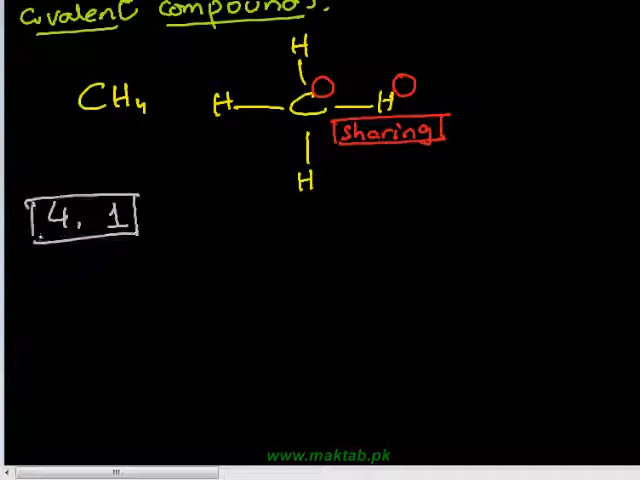 covalent compounds.
H
CH4 H C H
sharing
H
4, 1
www.maktab.pk